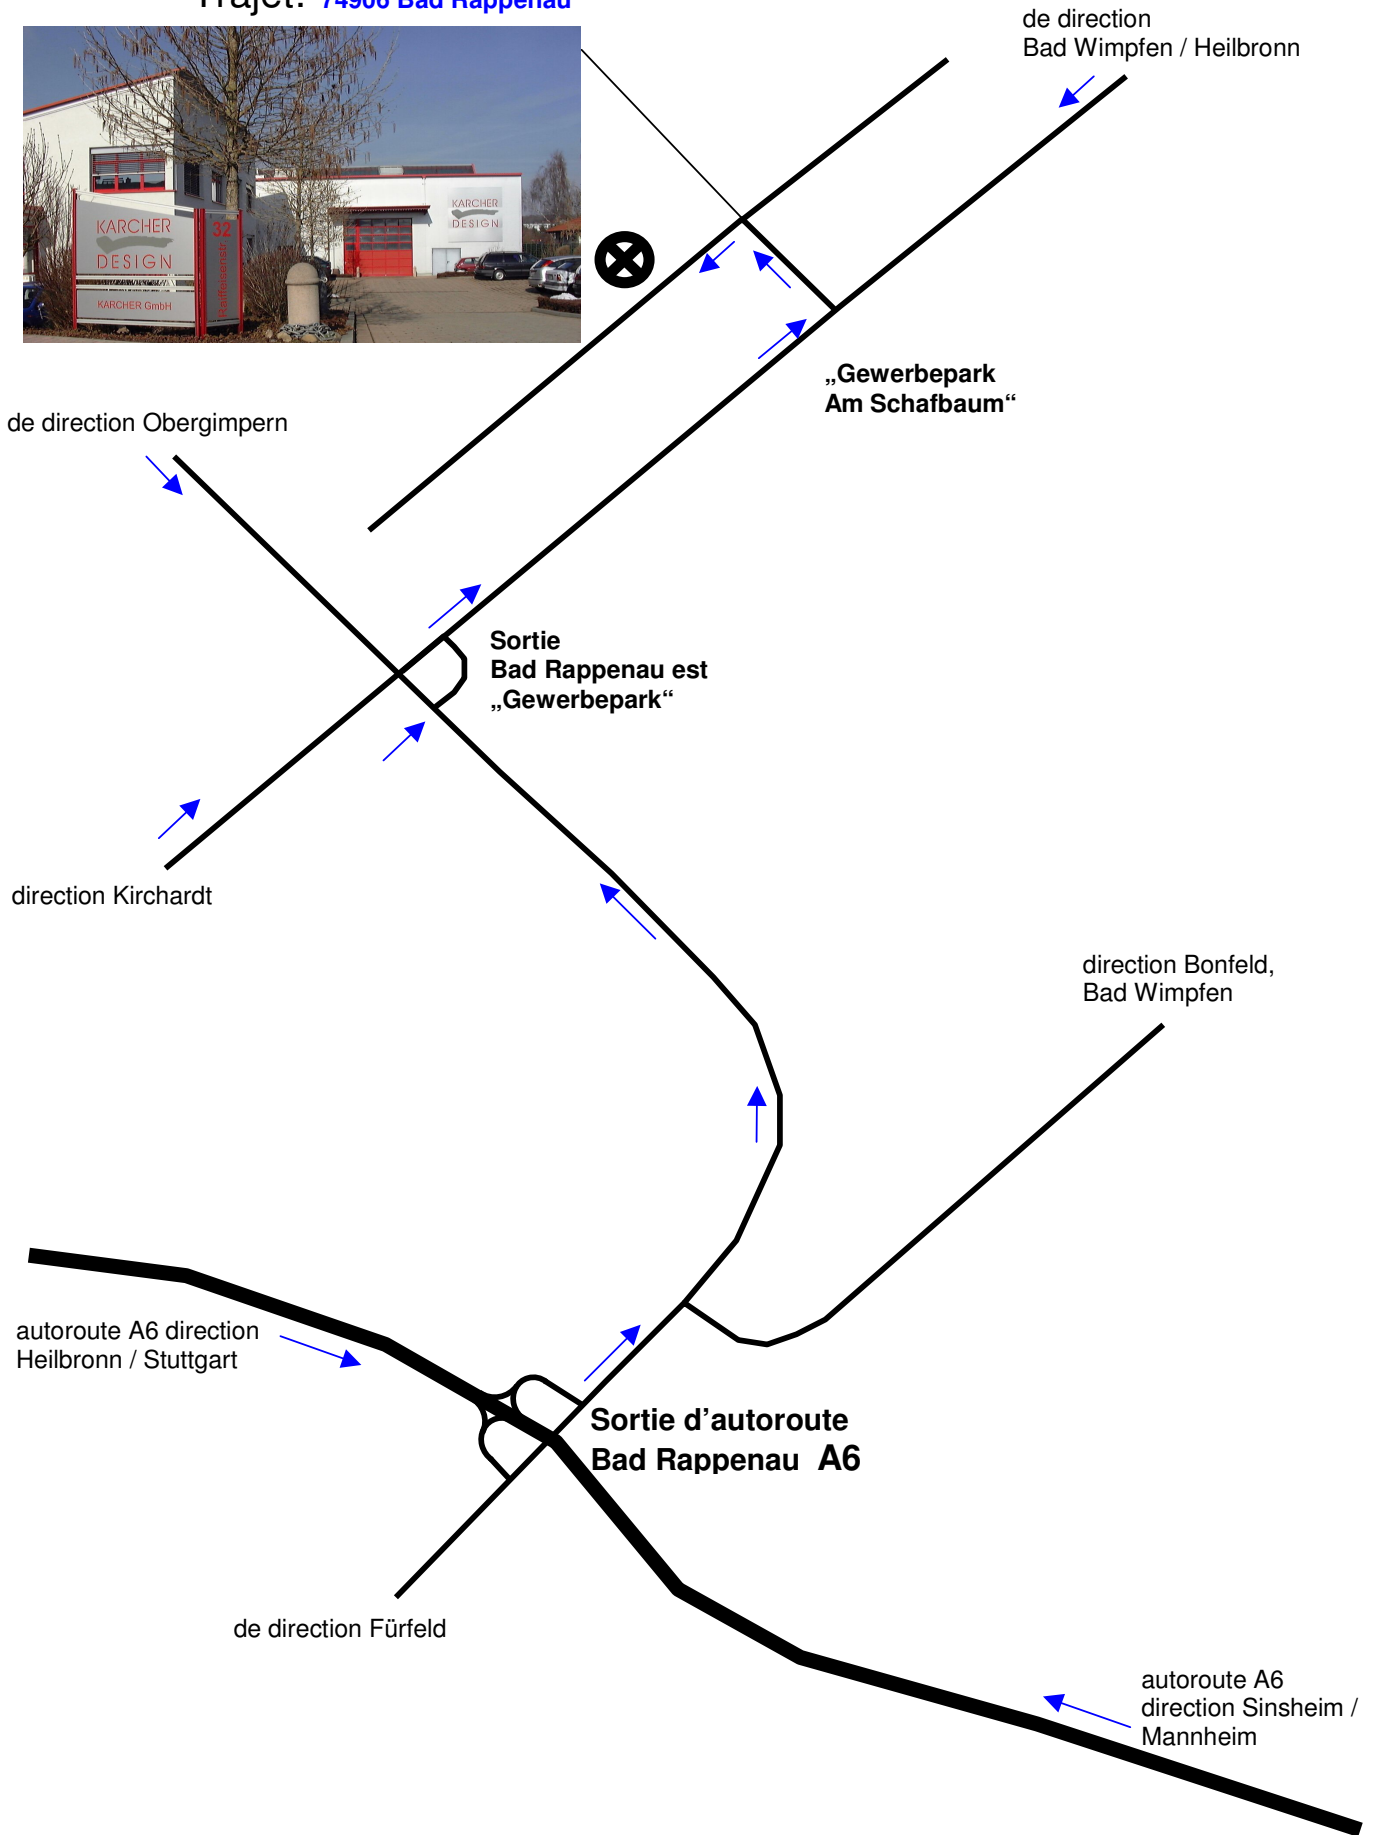 Trajet: 74906 Bad Rappenau
de direction
Bad Wimpfen / Heilbronn
KARCHER
DESIGN
KARCHER GmbH
32
Raiffeisenstr.
KARCHER
DESIGN
„Gewerbepark
Am Schafbaum“
de direction Obergimpern
Sortie
Bad Rappenau est
„Gewerbepark“
direction Kirchardt
direction Bonfeld,
Bad Wimpfen
autoroute A6 direction
Heilbronn / Stuttgart
Sortie d’autoroute
Bad Rappenau A6
de direction Fürfeld
autoroute A6
direction Sinsheim /
Mannheim